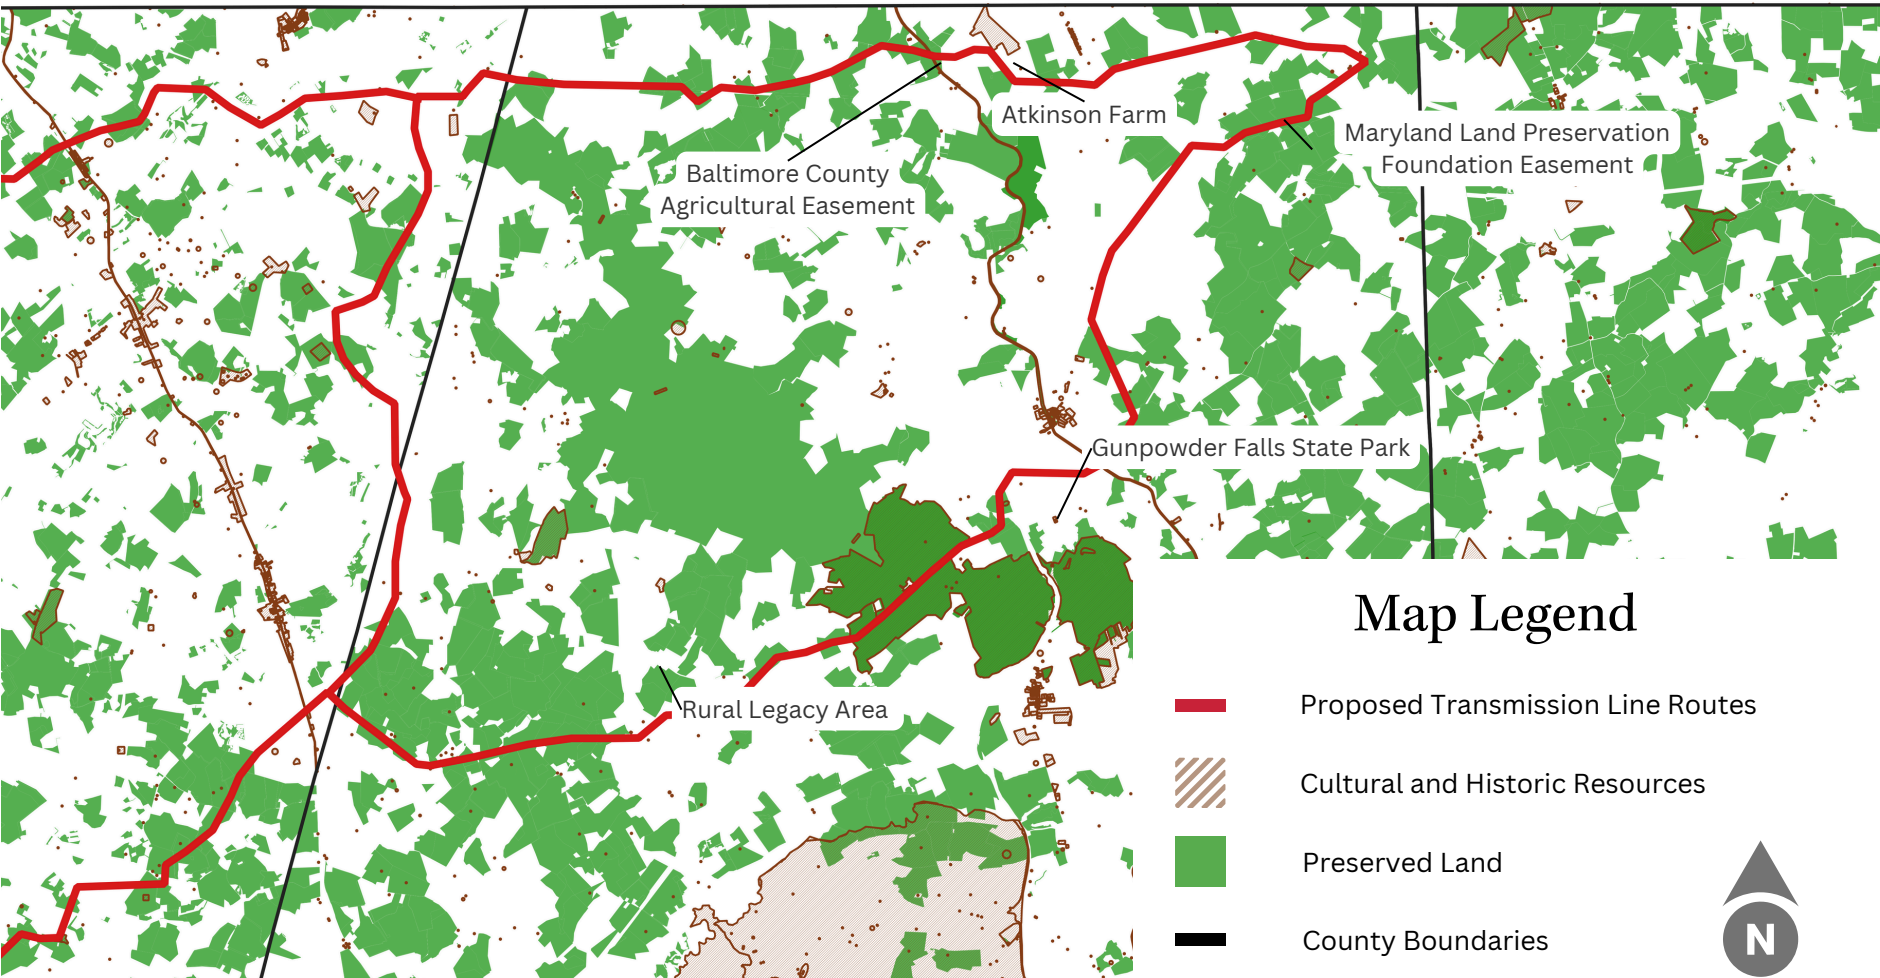 Atkinson Farm
Maryland Land Preservation
Foundation Easement
Baltimore County
Agricultural Easement
Gunpowder Falls State Park
Rural Legacy Area
Map Legend
Proposed Transmission Line Routes
Cultural and Historic Resources
Preserved Land
County Boundaries
N